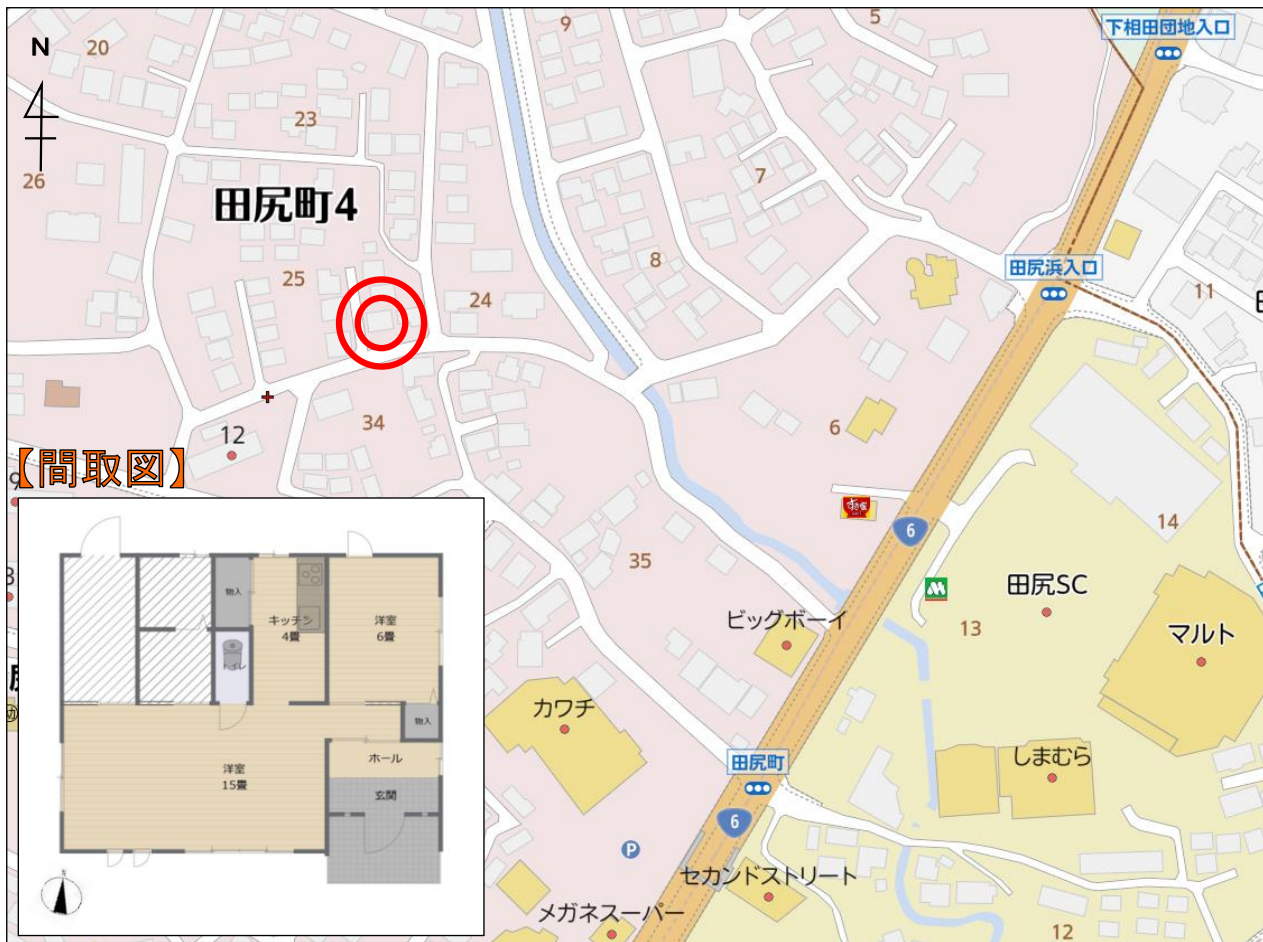 N
20
9
5
下相田団地入口
23
26
7
田尻町4
8
田尻浜入口
11
25
24
34
12
6
【間取図】
すき家
6
14
35
田尻SC
13
ビッグボーイ
マルト
カワチ
しまむら
田尻町
6
P
セカンドストリート
メガネスーパー
12
物入
キッチン
4畳
洋室
6畳
トイレ
物入
洋室
15畳
ホール
玄関
N